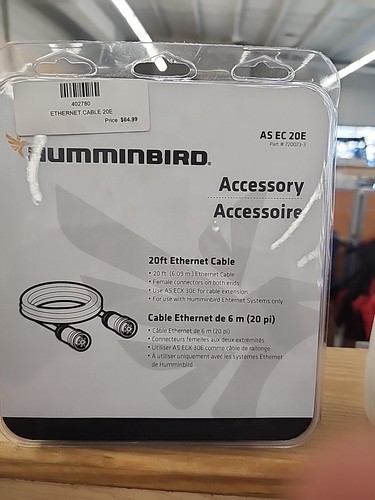 402780
ETHERNET CABLE 20E
Price $64.99
AS EC 20E
Part # 720073-3
HUMMINBIRD®
Accessory
Accessoire
20ft Ethernet Cable
• 20 ft. (6.09 m) Ethernet Cable
• Female connectors on both ends
• Use AS ECX 30E for cable extension
• For use with Humminbird Ehternet Systems only
Cable Ethernet de 6 m (20 pi)
• Câble Ethernet de 6 m (20 pi)
• Connecteurs femelles aux deux extrémités
• Utiliser AS ECX 30E comme câble de rallonge
• À utiliser uniquement avec les systèmes Ethernet
de Humminbird